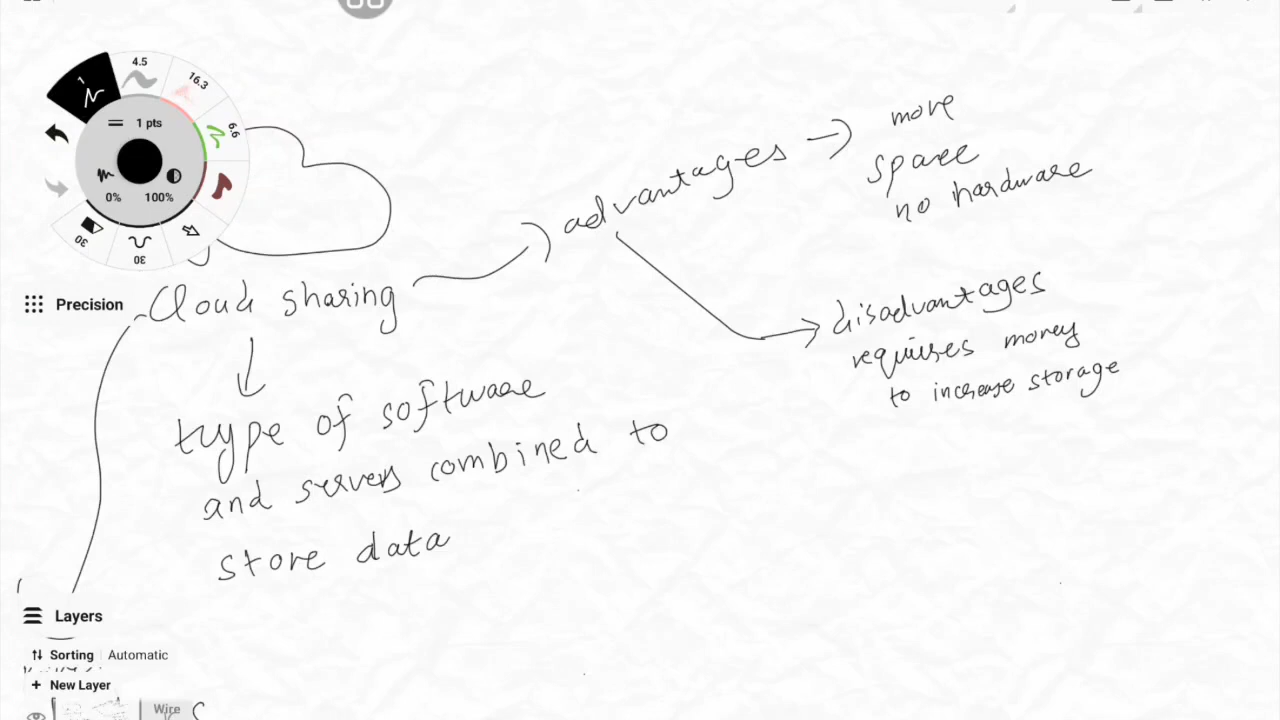 4.5
16.3
6.6
1
1 pts
0%
100%
30
30
Precision
Cloud sharing
advantages
more
space
no hardware
disadvantages
requires money
to increase storage
type of software
and servers combined to
store data
Layers
Sorting Automatic
+ New Layer
Wire